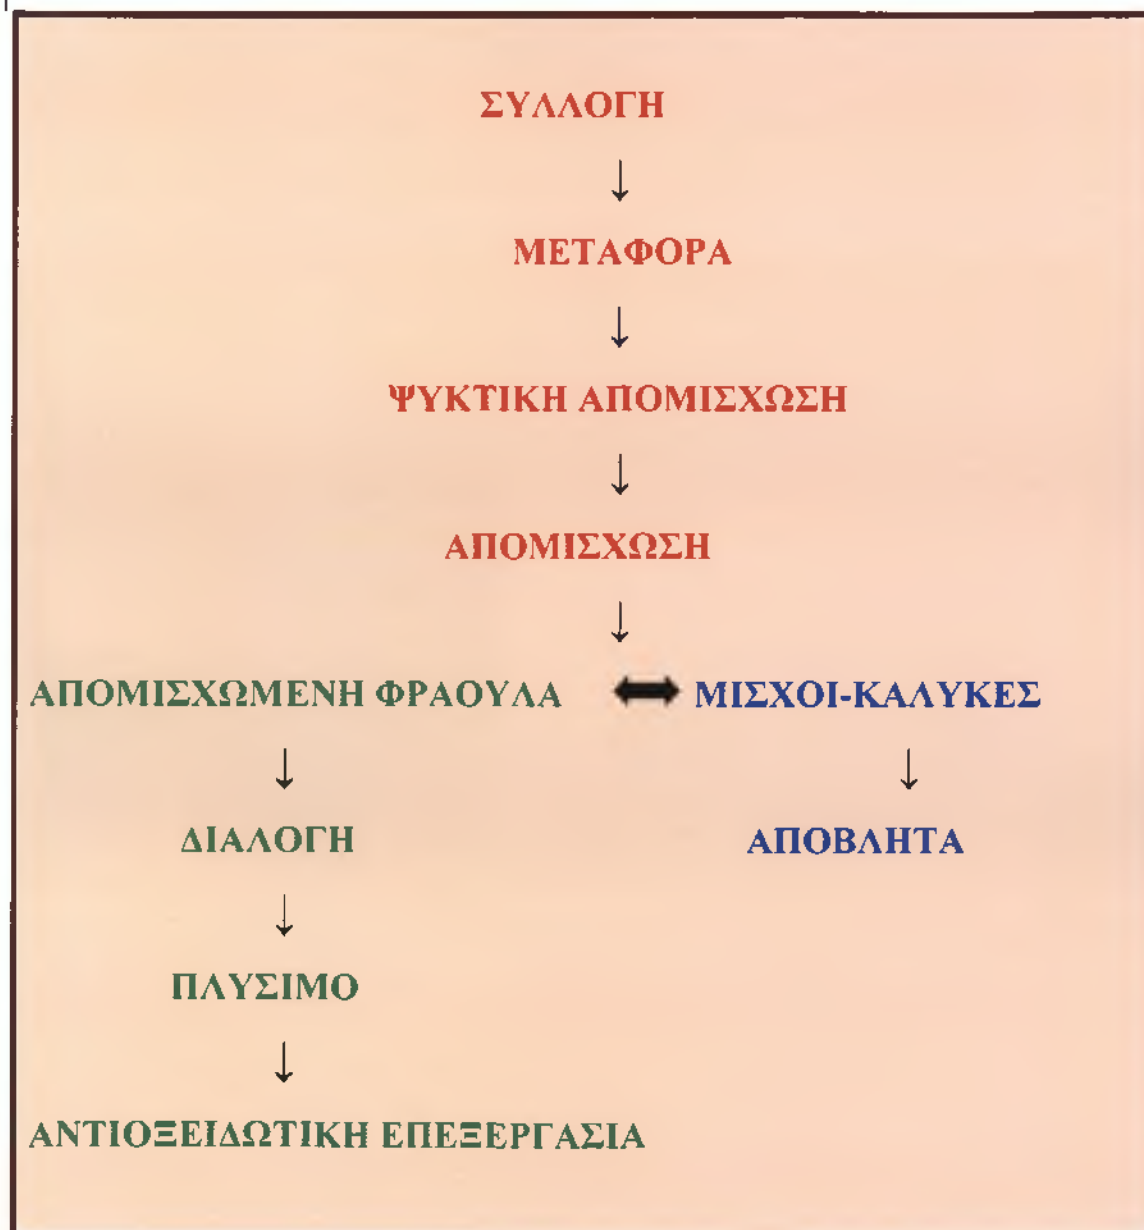 ΣΥΛΛΟΓΗ
↓
ΜΕΤΑΦΟΡΑ
↓
ΨΥΚΤΙΚΗ ΑΠΟΜΙΣΧΩΣΗ
↓
ΑΠΟΜΙΣΧΩΣΗ
↓
ΑΠΟΜΙΣΧΩΜΕΝΗ ΦΡΑΟΥΛΑ ↔ ΜΙΣΧΟΙ-ΚΑΛΥΚΕΣ
↓ ↓
ΔΙΑΛΟΓΗ ΑΠΟΒΛΗΤΑ
↓
ΠΛΥΣΙΜΟ
↓
ΑΝΤΙΟΞΕΙΔΩΤΙΚΗ ΕΠΕΞΕΡΓΑΣΙΑ